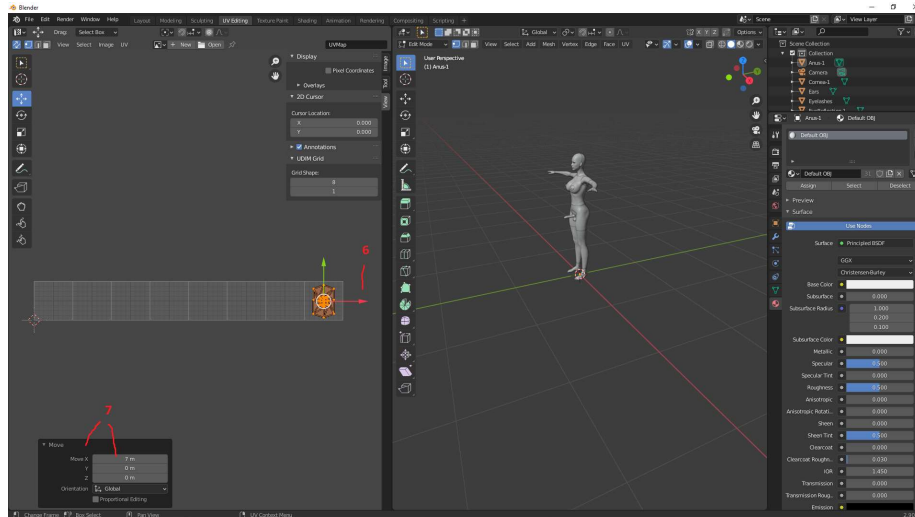 Blender
File Edit Render Window Help Layout Modeling Sculpting UV Editing Texture Paint Shading Animation Rendering Compositing Scripting + Scene View Layer
Drag: Select Box Global Options
View Select Image UV + New Open UVMap Edit Mode View Select Add Mesh Vertex Edge Face UV
Display
Pixel Coordinates
Overlays
2D Cursor
Cursor Location:
X 0.000
Y 0.000
Annotations
UDIM Grid
Grid Shape:
8
1
Image
Tool
View
User Perspective
(1) Anus-1
X
Y
Z
Scene Collection
Collection
Anus-1
Camera
Cornea-1
Ears
Eyelashes
Anus-1 Default OBJ
Default OBJ
Default OBJ
Assign Select Deselect
Preview
Surface
Use Nodes
Surface Principled BSDF
GGX
Christensen-Burley
Base Color
Subsurface 0.000
Subsurface Radius 1.000
0.200
0.100
Subsurface Color
Metallic 0.000
Specular 0.500
Specular Tint 0.000
Roughness 0.500
Anisotropic 0.000
Anisotropic Rotati.. 0.000
Sheen 0.000
Sheen Tint 0.500
Clearcoat 0.000
Clearcoat Roughn.. 0.030
IOR 1.450
Transmission 0.000
Transmission Roug.. 0.000
Emission
6
7
Move
Move X 7 m
Y 0 m
Z 0 m
Orientation Global
Proportional Editing
Change Frame Box Select Pan View UV Context Menu